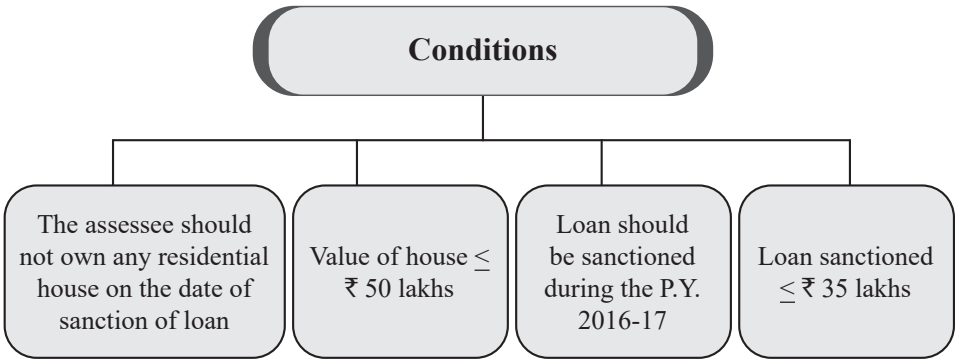 Conditions
The assessee should
not own any residential
house on the date of
sanction of loan
Value of house ≤
₹ 50 lakhs
Loan should
be sanctioned
during the P.Y.
2016-17
Loan sanctioned
≤ ₹ 35 lakhs